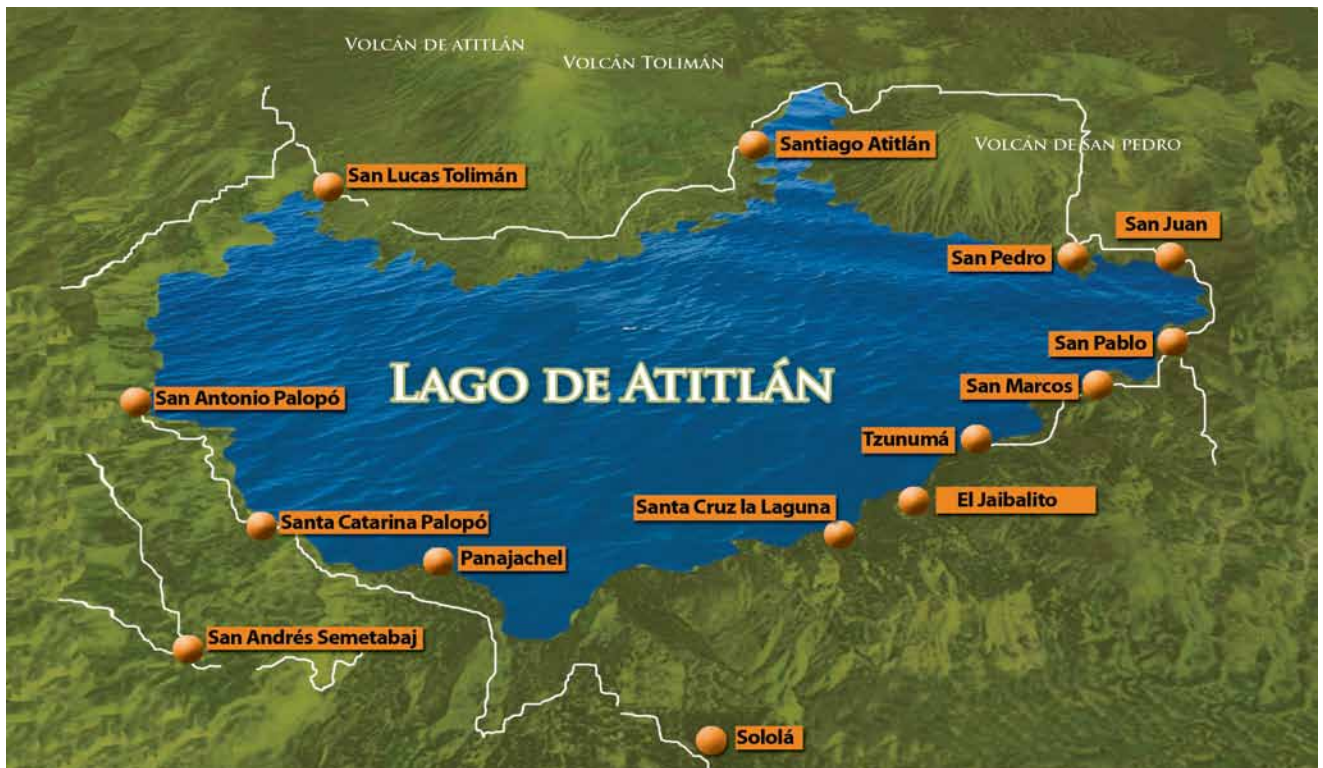 Volcán de Atitlán
Volcán Tolimán
Santiago Atitlán
Volcán de San Pedro
San Lucas Tolimán
San Juan
San Pedro
San Pablo
Lago de Atitlán
San Marcos
San Antonio Palopó
Tzunumá
El Jaibalito
Santa Cruz la Laguna
Santa Catarina Palopó
Panajachel
San Andrés Semetabaj
Sololá